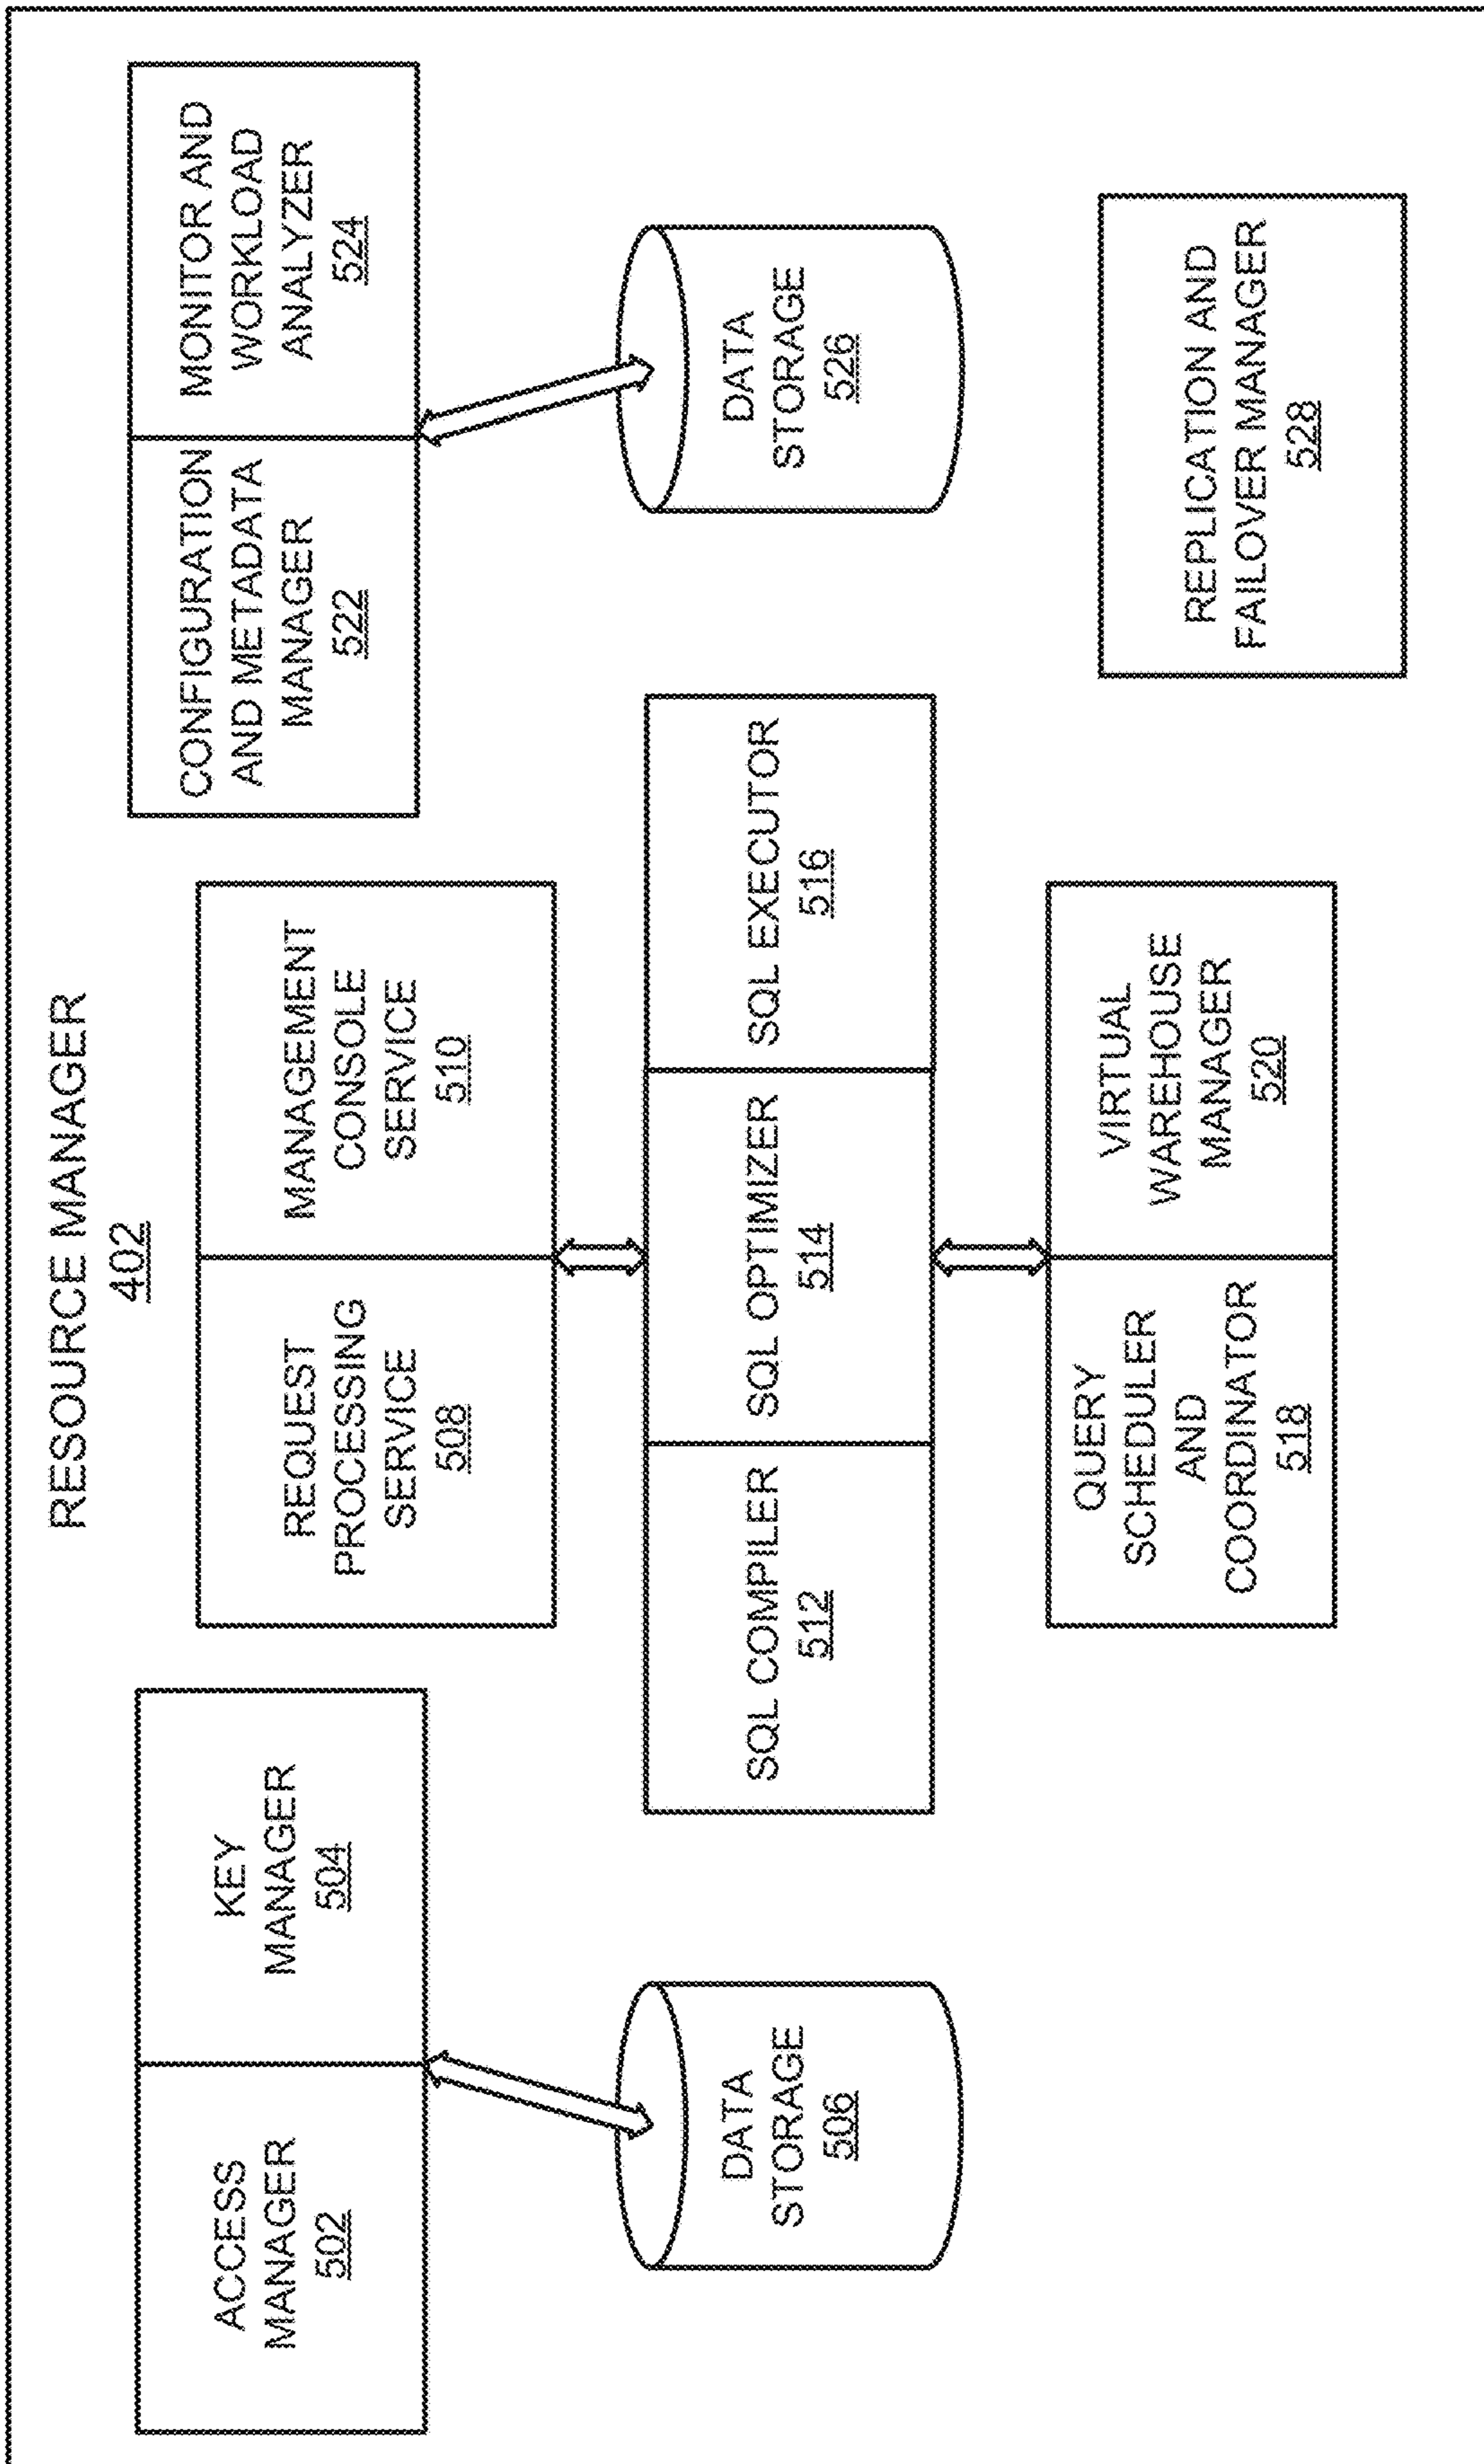 RESOURCE MANAGER
402
ACCESS
MANAGER
502
KEY
MANAGER
504
DATA
STORAGE
506
REQUEST
PROCESSING
SERVICE
508
MANAGEMENT
CONSOLE
SERVICE
510
SQL COMPILER
512
SQL OPTIMIZER
514
SQL EXECUTOR
516
QUERY
SCHEDULER
AND
COORDINATOR
518
VIRTUAL
WAREHOUSE
MANAGER
520
CONFIGURATION
AND METADATA
MANAGER
522
MONITOR AND
WORKLOAD
ANALYZER
524
DATA
STORAGE
526
REPLICATION AND
FAILOVER MANAGER
528